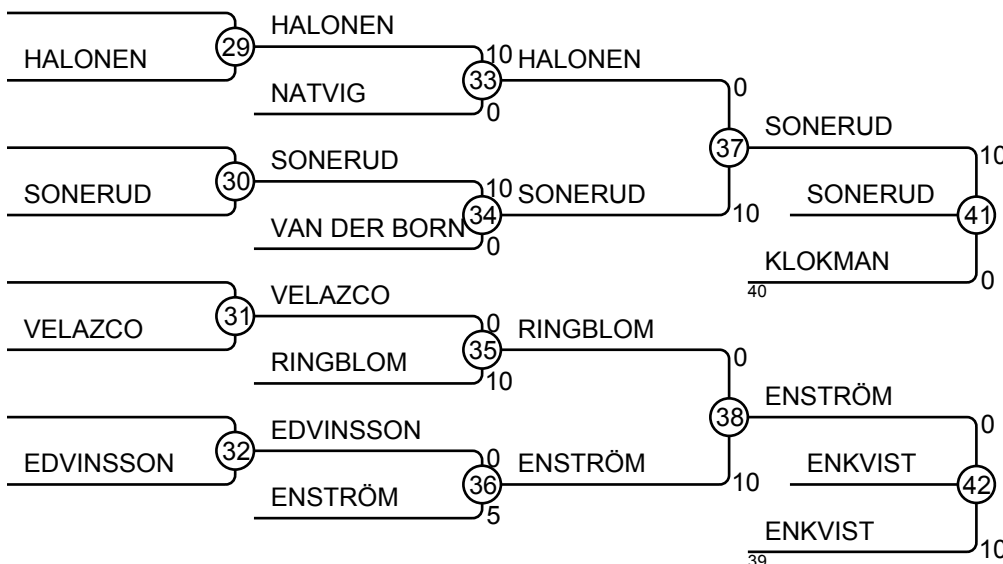 HALONEN
29
HALONEN
10
NATVIG
33
0
HALONEN
0
SONERUD
30
SONERUD
10
VAN DER BORN
34
0
SONERUD
10
37
SONERUD
10
SONERUD
41
KLOKMAN
40
0
VELAZCO
31
VELAZCO
0
RINGBLOM
35
10
RINGBLOM
0
EDVINSSON
32
EDVINSSON
0
ENSTRÖM
36
5
ENSTRÖM
10
38
ENSTRÖM
0
ENKVIST
42
ENKVIST
39
10